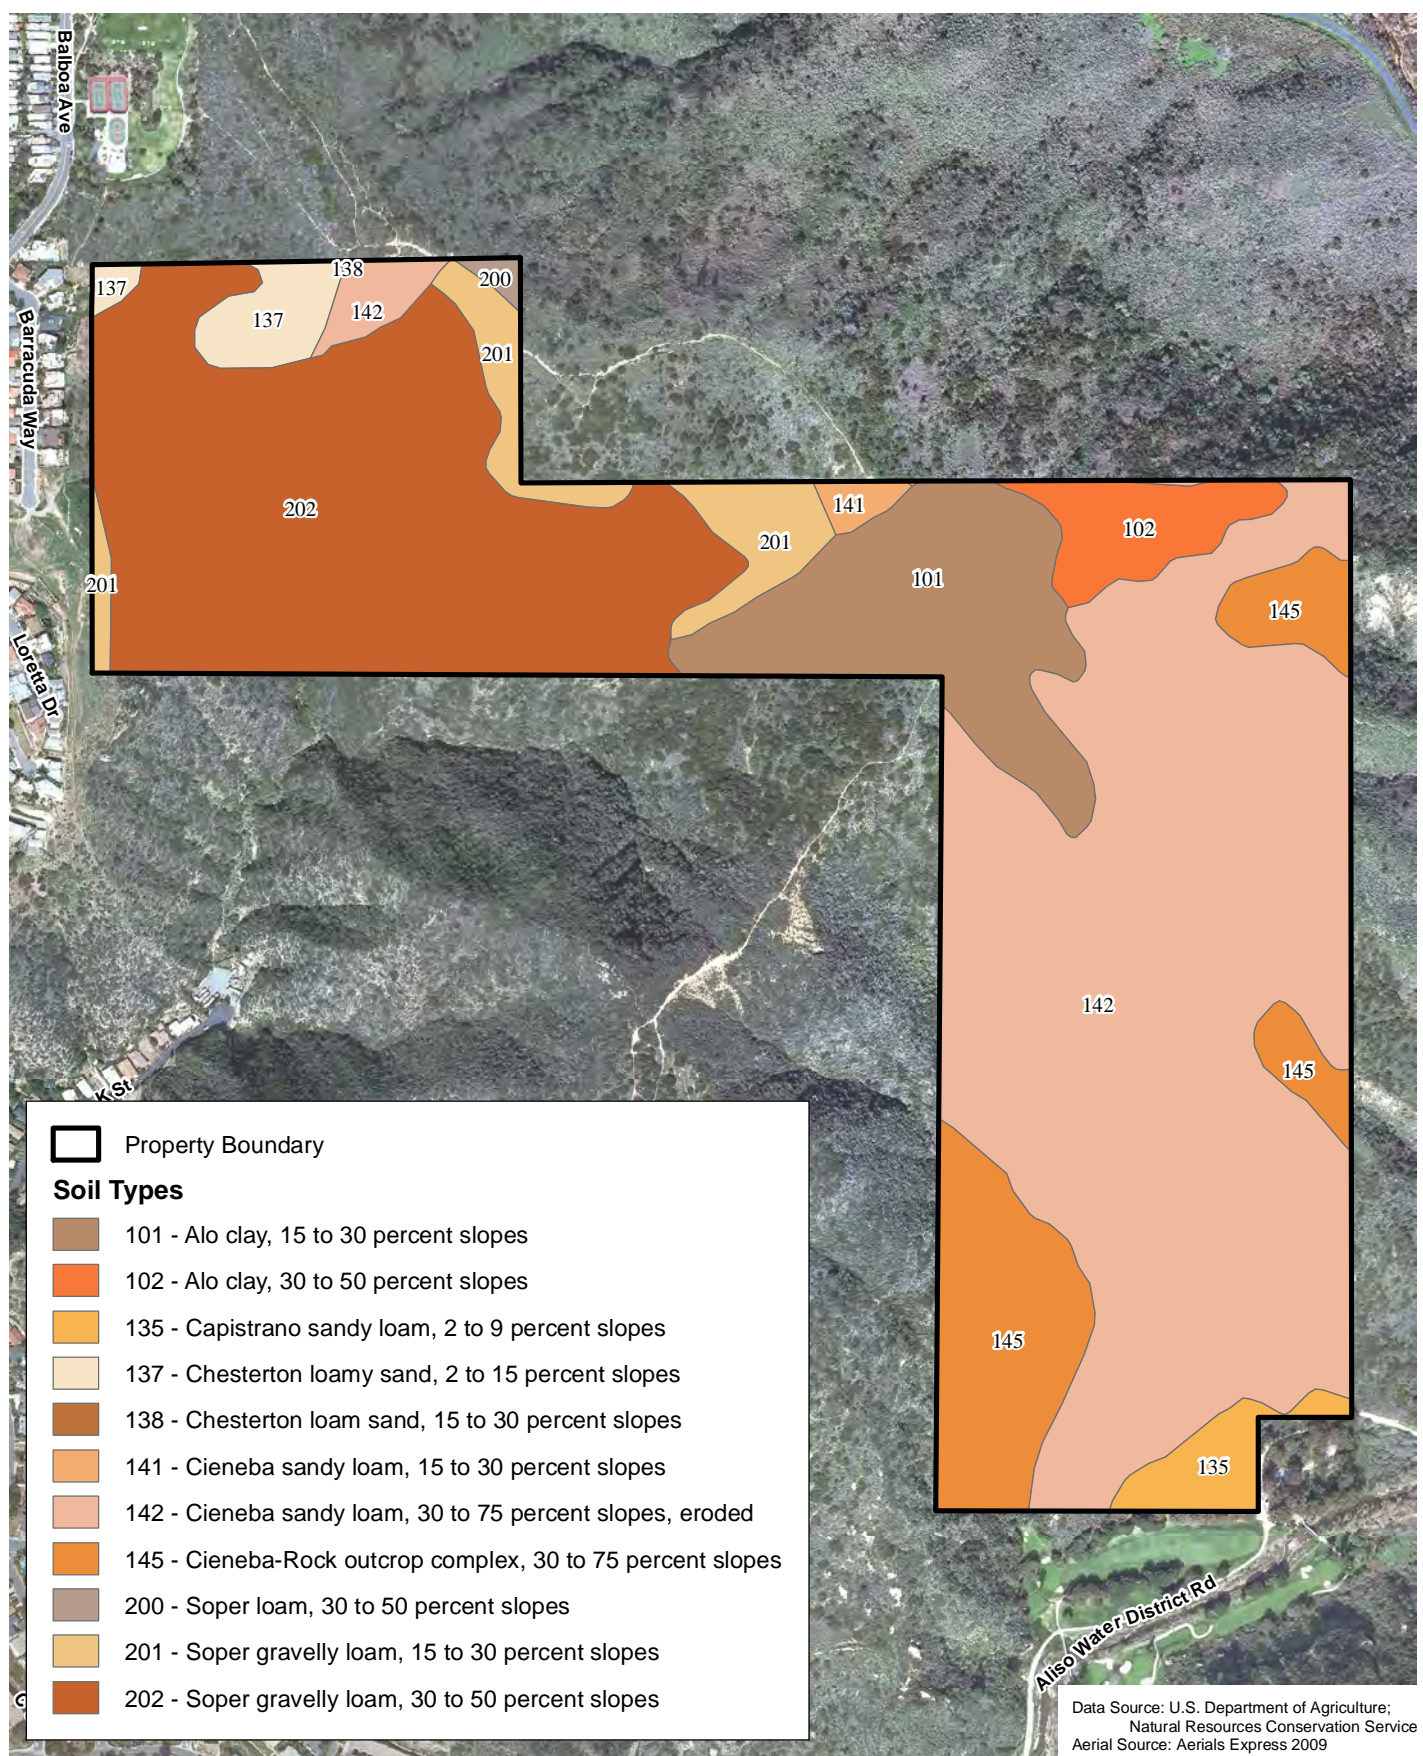 Balboa Ave
138
200
137
142
137
Barracuda Way
201
141
202
102
201
101
201
145
Loretta Dr
142
145
K St
Property Boundary
Soil Types
101 - Alo clay, 15 to 30 percent slopes
102 - Alo clay, 30 to 50 percent slopes
135 - Capistrano sandy loam, 2 to 9 percent slopes
137 - Chesterton loamy sand, 2 to 15 percent slopes
138 - Chesterton loam sand, 15 to 30 percent slopes
141 - Cieneba sandy loam, 15 to 30 percent slopes
142 - Cieneba sandy loam, 30 to 75 percent slopes, eroded
145 - Cieneba-Rock outcrop complex, 30 to 75 percent slopes
200 - Soper loam, 30 to 50 percent slopes
201 - Soper gravelly loam, 15 to 30 percent slopes
202 - Soper gravelly loam, 30 to 50 percent slopes
145
135
Aliso Water District Rd
Data Source: U.S. Department of Agriculture;
Natural Resources Conservation Service
Aerial Source: Aerials Express 2009